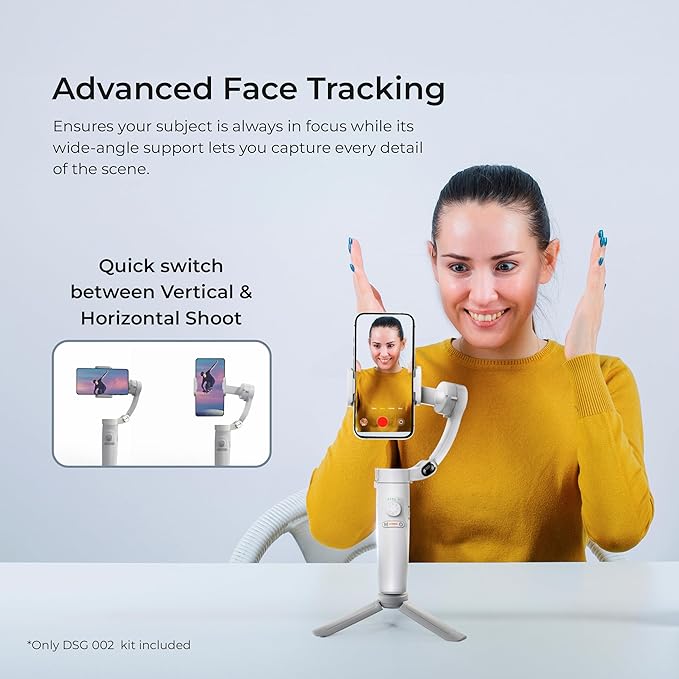 Advanced Face Tracking
Ensures your subject is always in focus while its
wide-angle support lets you capture every detail
of the scene.
Quick switch
between Vertical &
Horizontal Shoot
*Only DSG 002 kit included